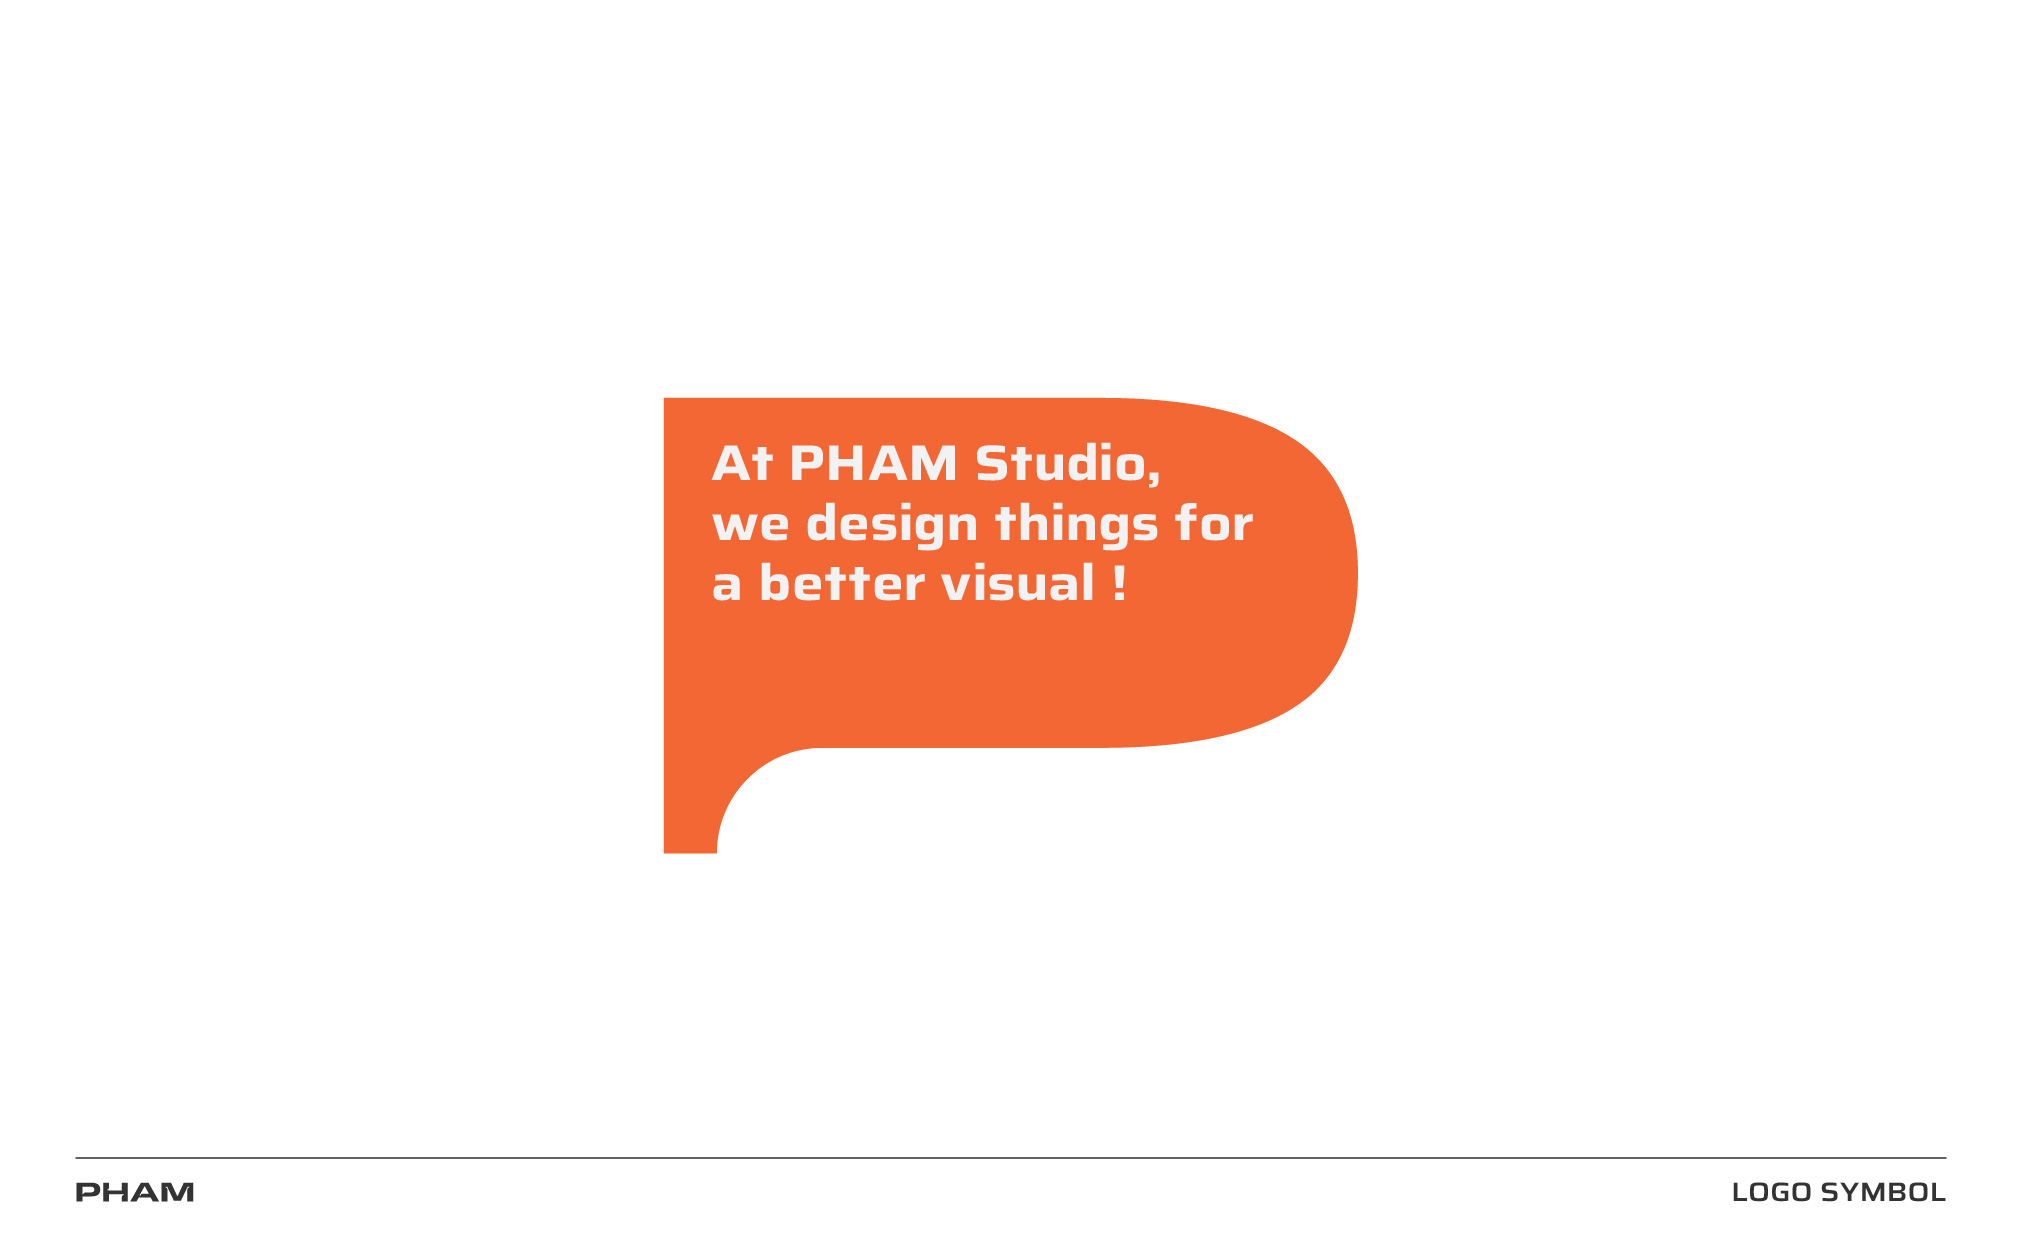 At PHAM Studio,
we design things for
a better visual !
PHAM
LOGO SYMBOL